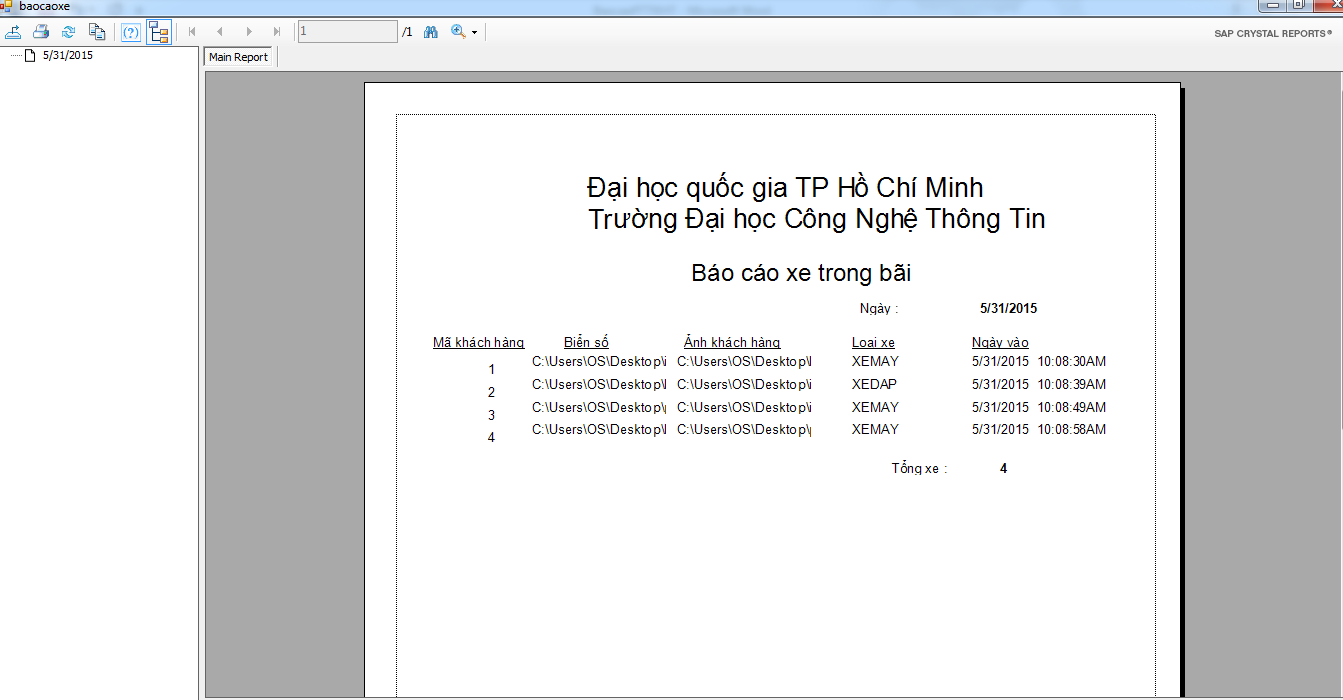 baocaoxe
1 /1
SAP CRYSTAL REPORTS®
5/31/2015
Main Report
Đại học quốc gia TP Hồ Chí Minh
Trường Đại học Công Nghệ Thông Tin
Báo cáo xe trong bãi
Ngày : 5/31/2015
Mã khách hàng Biển số Ảnh khách hàng Loai xe Ngày vào
1 C:\Users\OS\Desktop\i C:\Users\OS\Desktop\l XEMAY 5/31/2015 10:08:30AM
2 C:\Users\OS\Desktop\l C:\Users\OS\Desktop\i XEDAP 5/31/2015 10:08:39AM
3 C:\Users\OS\Desktop\ C:\Users\OS\Desktop\i XEMAY 5/31/2015 10:08:49AM
4 C:\Users\OS\Desktop\l C:\Users\OS\Desktop\ XEMAY 5/31/2015 10:08:58AM
Tổng xe : 4